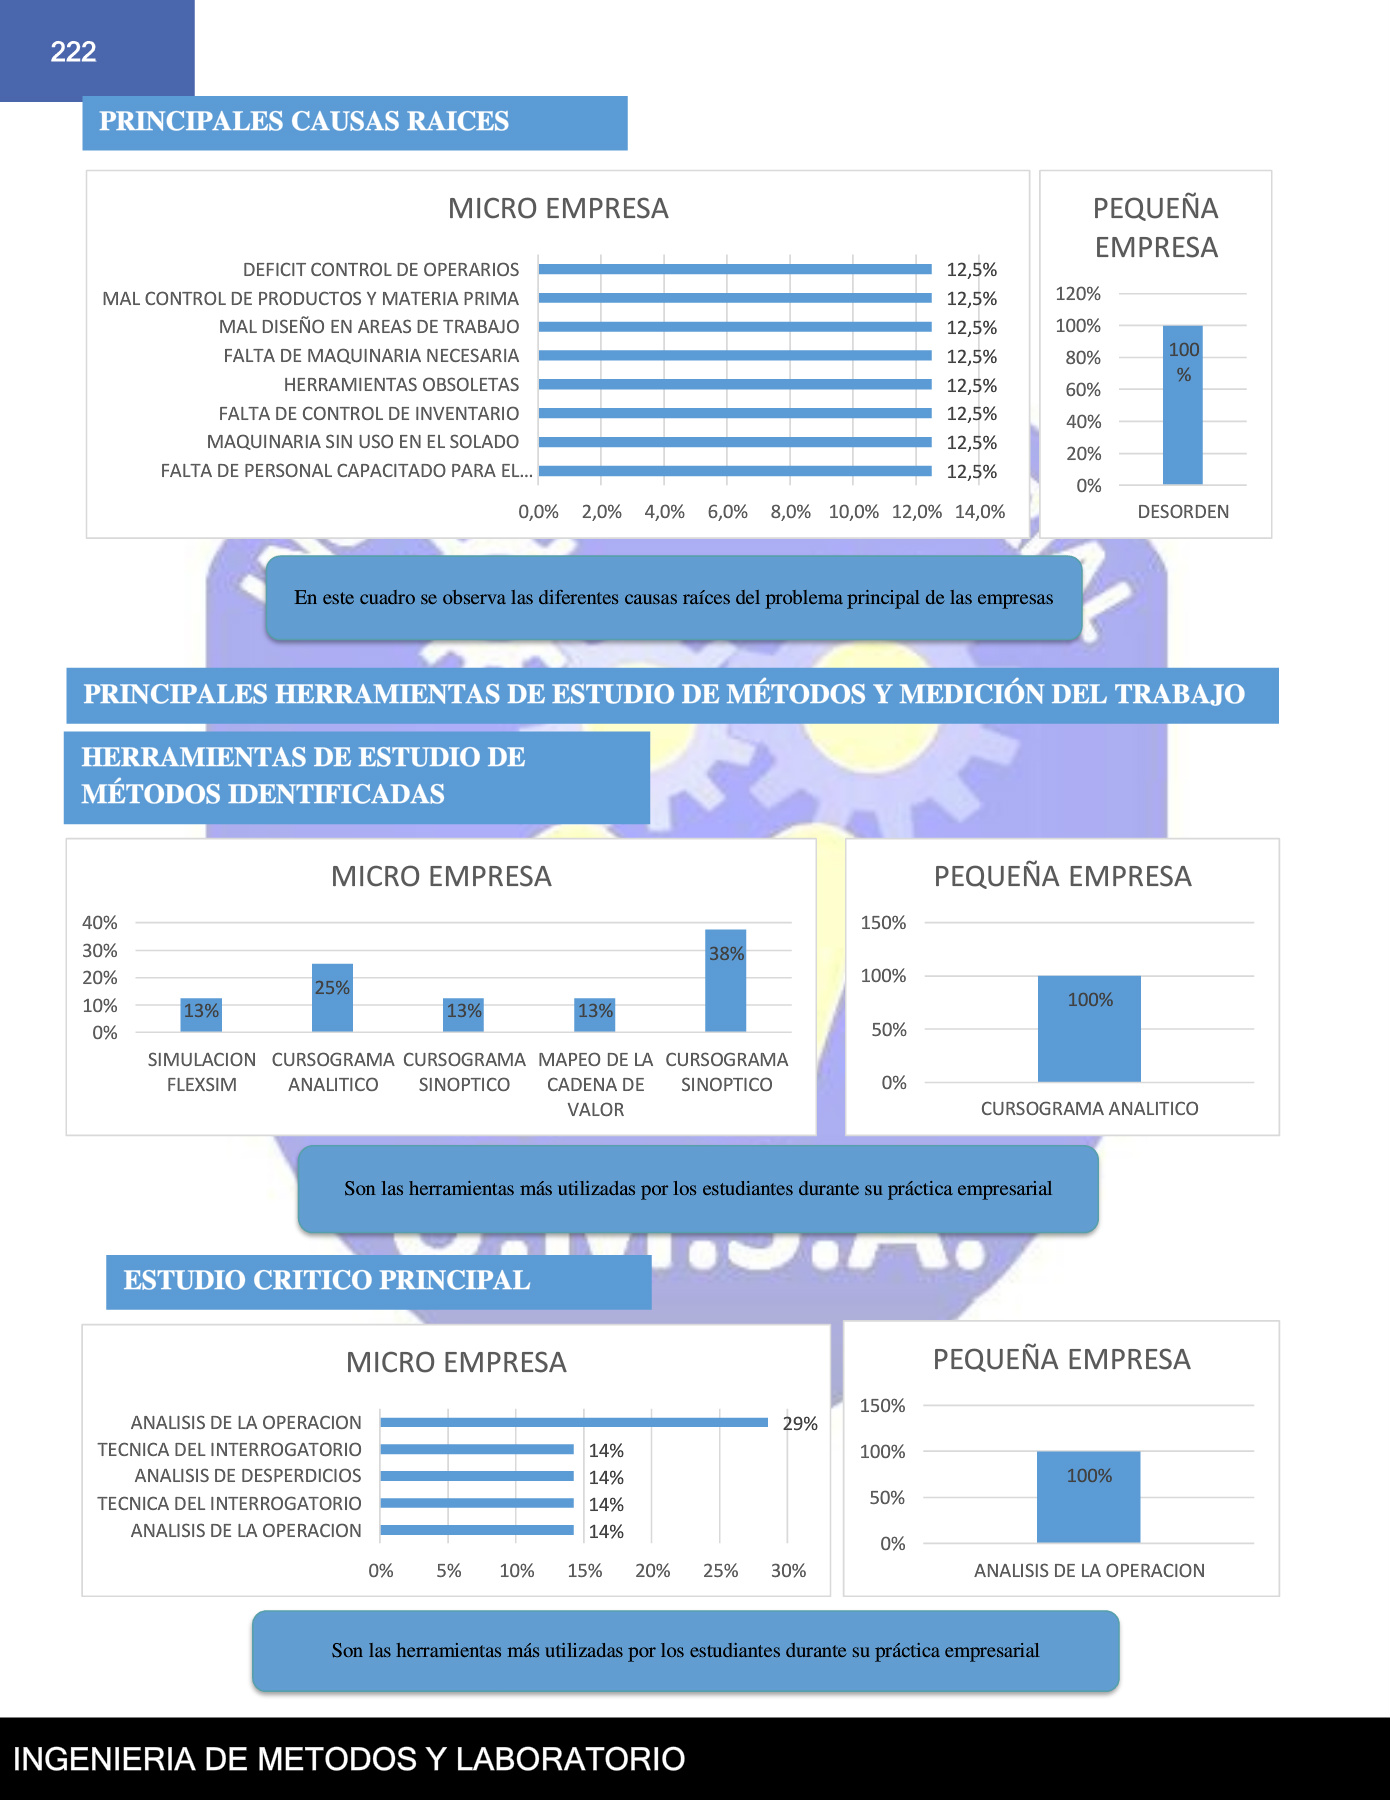 222
PRINCIPALES CAUSAS RAICES
MICRO EMPRESA
DEFICIT CONTROL DE OPERARIOS 12,5%
MAL CONTROL DE PRODUCTOS Y MATERIA PRIMA 12,5%
MAL DISEÑO EN AREAS DE TRABAJO 12,5%
FALTA DE MAQUINARIA NECESARIA 12,5%
HERRAMIENTAS OBSOLETAS 12,5%
FALTA DE CONTROL DE INVENTARIO 12,5%
MAQUINARIA SIN USO EN EL SOLADO 12,5%
FALTA DE PERSONAL CAPACITADO PARA EL... 12,5%
0,0% 2,0% 4,0% 6,0% 8,0% 10,0% 12,0% 14,0%
PEQUEÑA
EMPRESA
120%
100%
80%
60%
40%
20%
0%
100
%
DESORDEN
En este cuadro se observa las diferentes causas raíces del problema principal de las empresas
PRINCIPALES HERRAMIENTAS DE ESTUDIO DE MÉTODOS Y MEDICIÓN DEL TRABAJO
HERRAMIENTAS DE ESTUDIO DE
MÉTODOS IDENTIFICADAS
MICRO EMPRESA
40%
30%
20%
10%
0%
13% 25% 13% 13% 38%
SIMULACION CURSOGRAMA CURSOGRAMA MAPEO DE LA CURSOGRAMA
FLEXSIM ANALITICO SINOPTICO CADENA DE SINOPTICO
VALOR
PEQUEÑA EMPRESA
150%
100%
50%
0%
100%
CURSOGRAMA ANALITICO
Son las herramientas más utilizadas por los estudiantes durante su práctica empresarial
U.M.S.A.
ESTUDIO CRITICO PRINCIPAL
MICRO EMPRESA
ANALISIS DE LA OPERACION 29%
TECNICA DEL INTERROGATORIO 14%
ANALISIS DE DESPERDICIOS 14%
TECNICA DEL INTERROGATORIO 14%
ANALISIS DE LA OPERACION 14%
0% 5% 10% 15% 20% 25% 30%
PEQUEÑA EMPRESA
150%
100%
50%
0%
100%
ANALISIS DE LA OPERACION
Son las herramientas más utilizadas por los estudiantes durante su práctica empresarial
INGENIERIA DE METODOS Y LABORATORIO